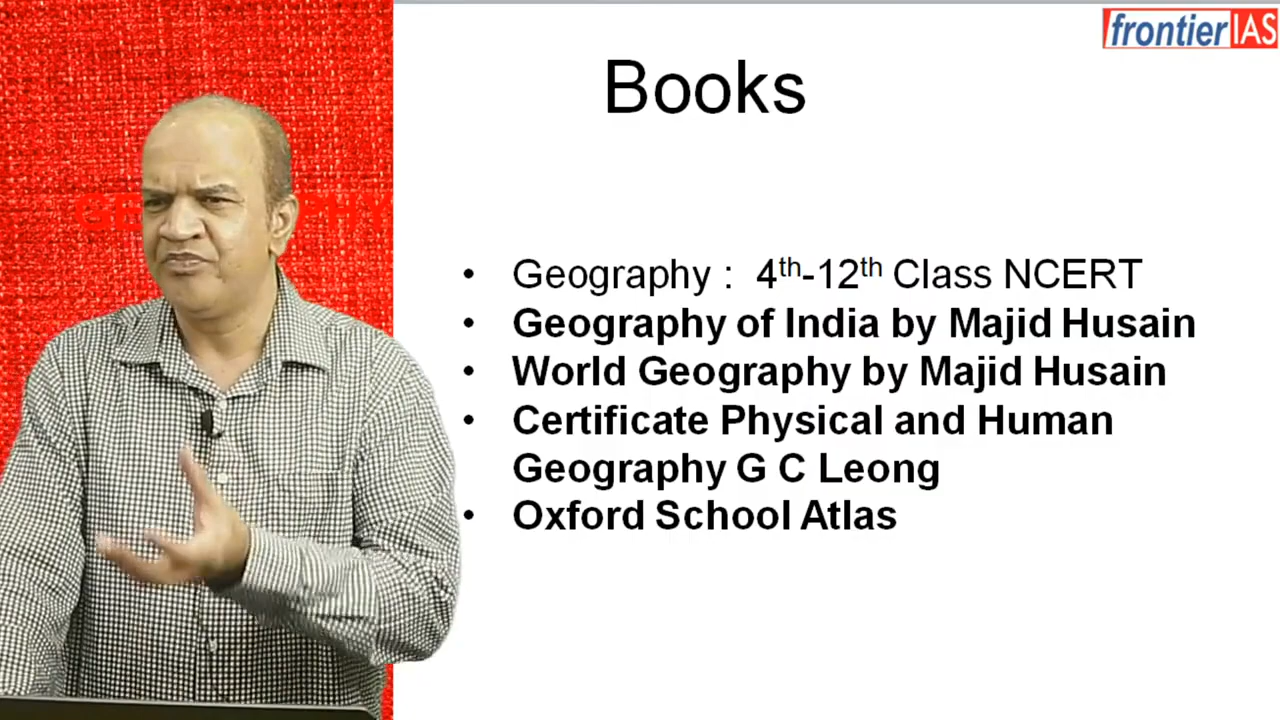 frontierIAS
Books
GEOGRAPHY
• Geography : 4th-12th Class NCERT
• Geography of India by Majid Husain
• World Geography by Majid Husain
• Certificate Physical and Human
Geography G C Leong
• Oxford School Atlas